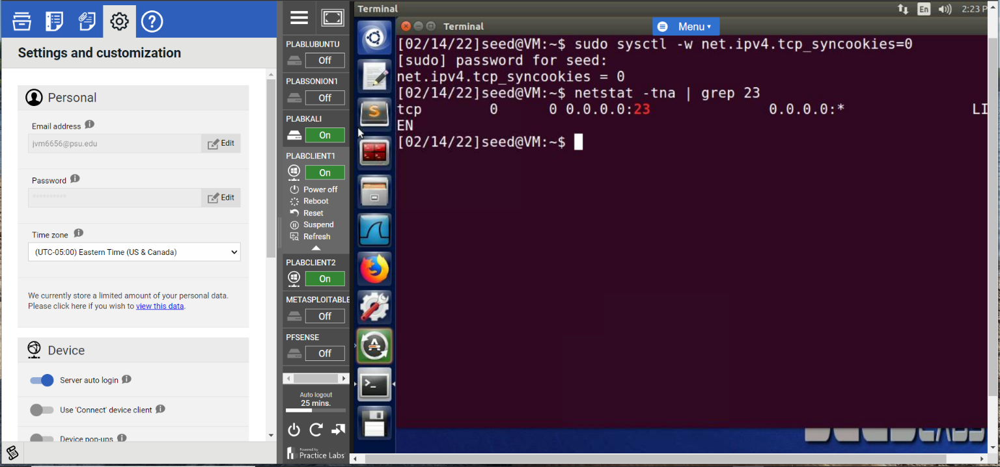 Settings and customization
Personal
Email address
jvm6656@psu.edu
Edit
Password
**********
Edit
Time zone
(UTC-05:00) Eastern Time (US & Canada)
We currently store a limited amount of your personal data.
Please click here if you wish to view this data.
Device
Server auto login
Use 'Connect' device client
Device pop-ups
PLABLUBUNTU
Off
PLABSONION1
Off
PLABKALI
On
PLABCLIENT1
On
Power off
Reboot
Reset
Suspend
Refresh
PLABCLIENT2
On
METASPLOITABLE
Off
PFSENSE
Off
Auto logout
25 mins.
Powered by
Practice Labs
Terminal
En
2:23 P
Terminal
Menu
[02/14/22]seed@VM:~$ sudo sysctl -w net.ipv4.tcp_syncookies=0
[sudo] password for seed:
net.ipv4.tcp_syncookies = 0
[02/14/22]seed@VM:~$ netstat -tna | grep 23
tcp 0 0 0.0.0.0:23 0.0.0.0:* LI
EN
[02/14/22]seed@VM:~$